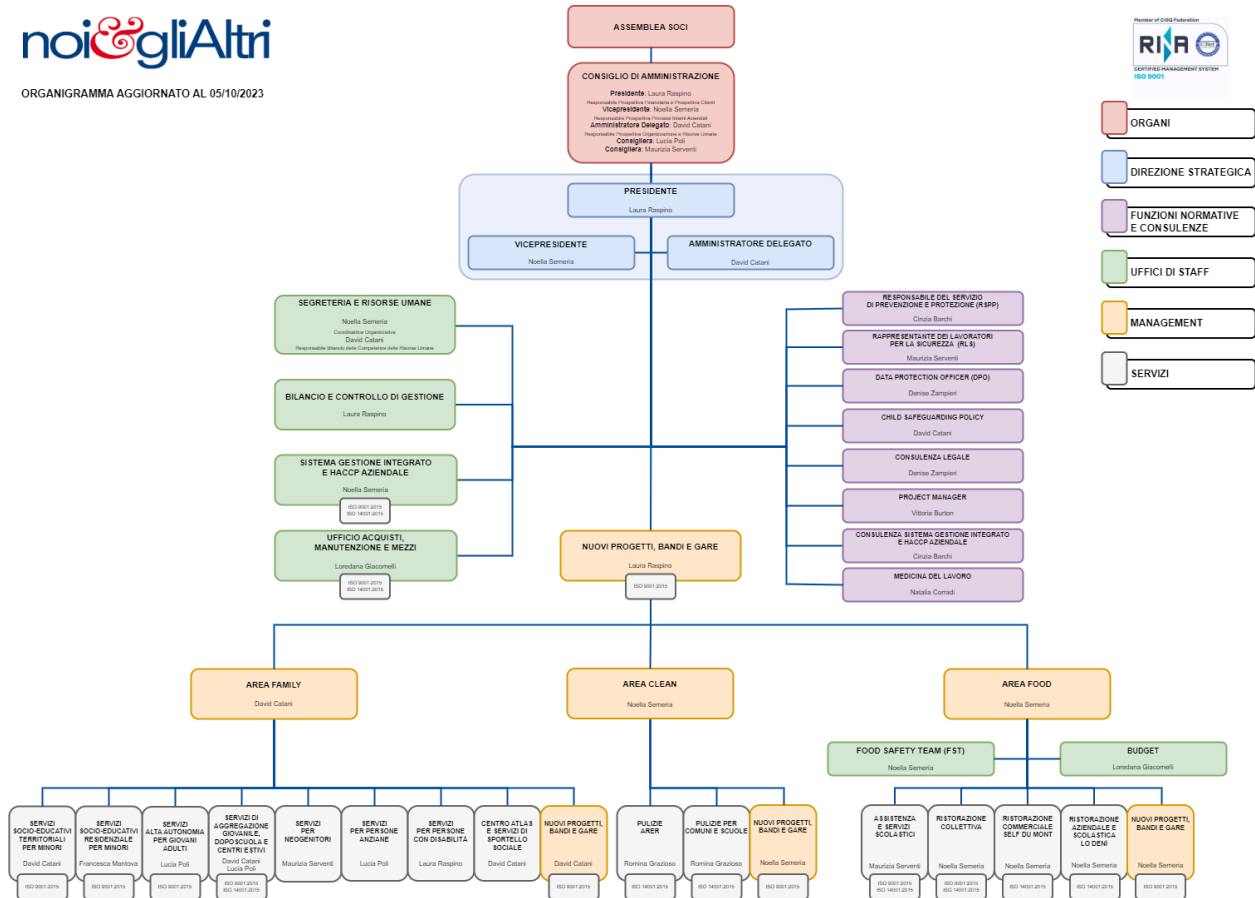 noi&gliAltri
ORGANIGRAMMA AGGIORNATO AL 05/10/2023
Member of CISQ Federation
RINA
CERTIFIED MANAGEMENT SYSTEM
ISO 9001
ORGANI
DIREZIONE STRATEGICA
FUNZIONI NORMATIVE
E CONSULENZE
UFFICI DI STAFF
MANAGEMENT
SERVIZI
ASSEMBLEA SOCI
CONSIGLIO DI AMMINISTRAZIONE
Presidente: Laura Raspino
Responsabile Prospettiva Finanziaria e Prospettiva Clienti
Vicepresidente: Noella Semeria
Responsabile Prospettiva Processi Interni Aziendali
Amministratore Delegato: David Catani
Responsabile Prospettiva Organizzazione e Risorse Umane
Consigliera: Lucia Poli
Consigliera: Maurizia Serventi
PRESIDENTE
Laura Raspino
VICEPRESIDENTE
Noella Semeria
AMMINISTRATORE DELEGATO
David Catani
SEGRETERIA E RISORSE UMANE
Noella Semeria
Coordinatrice Organizzativa
David Catani
Responsabile Bilancio delle Competenze delle Risorse Umane
BILANCIO E CONTROLLO DI GESTIONE
Laura Raspino
SISTEMA GESTIONE INTEGRATO
E HACCP AZIENDALE
Noella Semeria
ISO 9001:2015
ISO 14001:2015
UFFICIO ACQUISTI,
MANUTENZIONE E MEZZI
Loredana Giacomelli
ISO 9001:2015
ISO 14001:2015
RESPONSABILE DEL SERVIZIO
DI PREVENZIONE E PROTEZIONE (RSPP)
Cinzia Barchi
RAPPRESENTANTE DEI LAVORATORI
PER LA SICUREZZA (RLS)
Maurizia Serventi
DATA PROTECTION OFFICER (DPO)
Denise Zampieri
CHILD SAFEGUARDING POLICY
David Catani
CONSULENZA LEGALE
Denise Zampieri
PROJECT MANAGER
Vittoria Burton
CONSULENZA SISTEMA GESTIONE INTEGRATO
E HACCP AZIENDALE
Cinzia Barchi
MEDICINA DEL LAVORO
Natalia Corradi
NUOVI PROGETTI, BANDI E GARE
Laura Raspino
ISO 9001:2015
AREA FAMILY
David Catani
AREA CLEAN
Noella Semeria
AREA FOOD
Noella Semeria
FOOD SAFETY TEAM (FST)
Noella Semeria
BUDGET
Loredana Giacomelli
SERVIZI
SOCIO-EDUCATIVI
TERRITORIALI
PER MINORI
David Catani
ISO 9001:2015
SERVIZI
SOCIO-EDUCATIVI
RESIDENZIALE
PER MINORI
Francesca Mantova
ISO 9001:2015
SERVIZI
ALTA AUTONOMIA
PER GIOVANI
ADULTI
Lucia Poli
ISO 9001:2015
SERVIZI DI
AGGREGAZIONE
GIOVANILE,
DOPOSCUOLA E
CENTRI ESTIVI
David Catani
Lucia Poli
ISO 9001:2015
ISO 14001:2015
SERVIZI
PER
NEOGENITORI
Maurizia Serventi
SERVIZI
PER PERSONE
ANZIANE
Lucia Poli
SERVIZI
PER PERSONE
CON DISABILITÀ
Laura Raspino
CENTRO ATLAS
E SERVIZI DI
SPORTELLO
SOCIALE
David Catani
NUOVI PROGETTI,
BANDI E GARE
David Catani
ISO 9001:2015
PULIZIE
ARER
Romina Grazioso
ISO 14001:2015
PULIZIE PER
COMUNI E SCUOLE
Romina Grazioso
ISO 14001:2015
NUOVI PROGETTI,
BANDI E GARE
Noella Semeria
ISO 9001:2015
ASSISTENZA
E SERVIZI
SCOLASTICI
Maurizia Serventi
ISO 9001:2015
ISO 14001:2015
RISTORAZIONE
COLLETTIVA
Noella Semeria
ISO 9001:2015
ISO 14001:2015
RISTORAZIONE
COMMERCIALE
SELF DU MONT
Noella Semeria
ISO 14001:2015
RISTORAZIONE
AZIENDALE E
SCOLASTICA
LO DENÌ
Noella Semeria
ISO 14001:2015
NUOVI PROGETTI,
BANDI E GARE
Noella Semeria
ISO 9001:2015